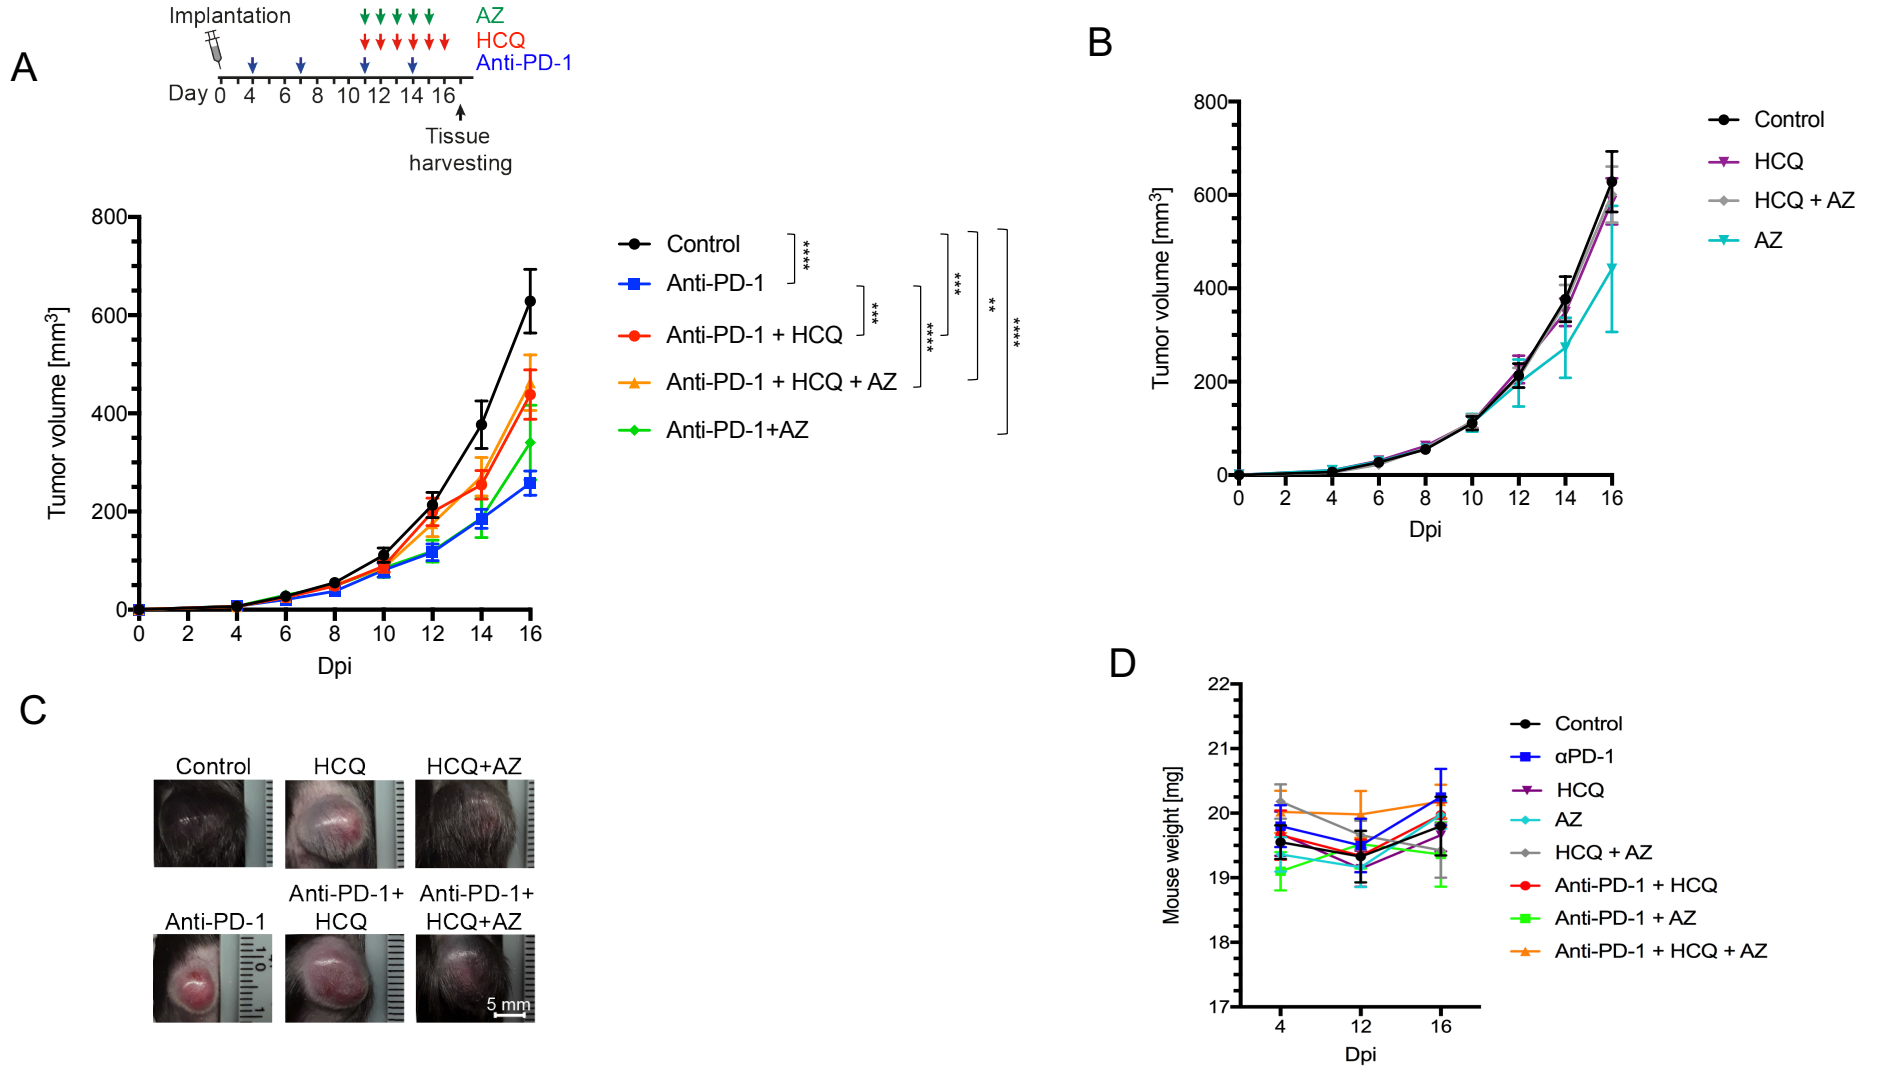 A
Implantation
AZ
HCQ
Anti-PD-1
Day 0 4 6 8 10 12 14 16
Tissue
harvesting
800
600
400
200
0
Tumor volume [mm³]
0 2 4 6 8 10 12 14 16
Dpi
Control
Anti-PD-1
Anti-PD-1 + HCQ
Anti-PD-1 + HCQ + AZ
Anti-PD-1+AZ
****
***
****
***
**
****
B
800
600
400
200
0
Tumor volume [mm³]
0 2 4 6 8 10 12 14 16
Dpi
Control
HCQ
HCQ + AZ
AZ
C
Control HCQ HCQ+AZ
Anti-PD-1+ Anti-PD-1+
Anti-PD-1 HCQ HCQ+AZ
5 mm
D
22
21
20
19
18
17
Mouse weight [mg]
4 12 16
Dpi
Control
αPD-1
HCQ
AZ
HCQ + AZ
Anti-PD-1 + HCQ
Anti-PD-1 + AZ
Anti-PD-1 + HCQ + AZ